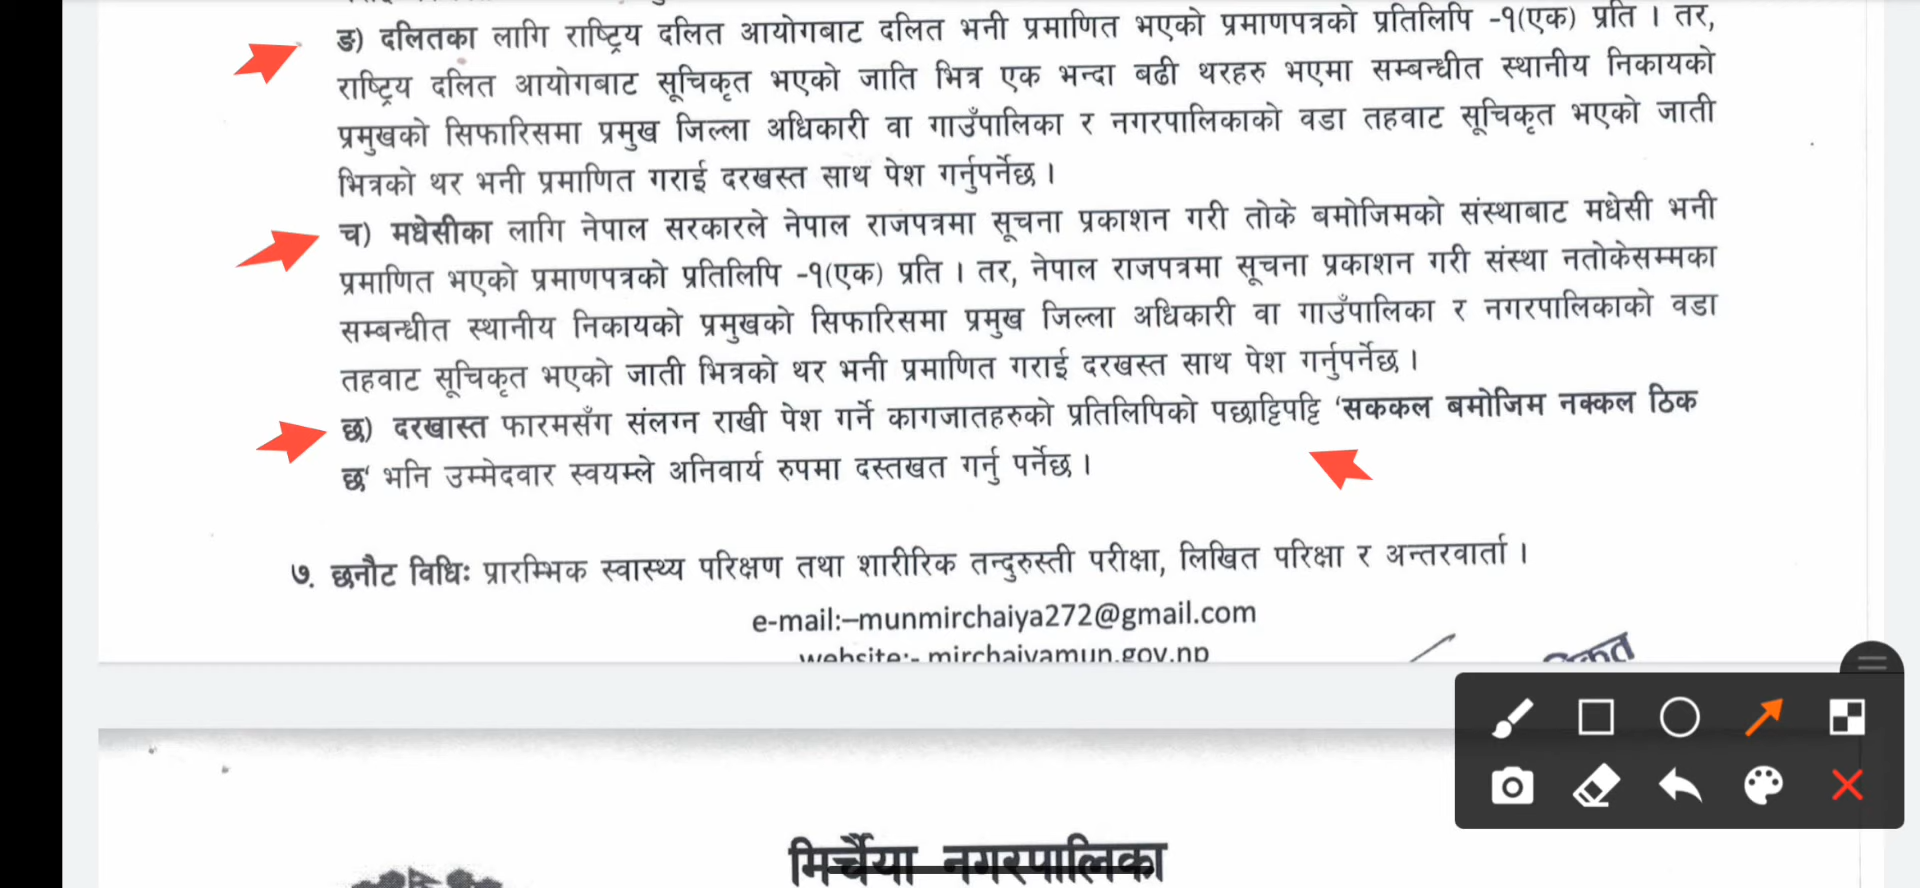 ङ) दलितका लागि राष्ट्रिय दलित आयोगबाट दलित भनी प्रमाणित भएको प्रमाणपत्रको प्रतिलिपि -१(एक) प्रति । तर,
राष्ट्रिय दलित आयोगबाट सूचिकृत भएको जाति भित्र एक भन्दा बढी थरहरु भएमा सम्बन्धीत स्थानीय निकायको
प्रमुखको सिफारिसमा प्रमुख जिल्ला अधिकारी वा गाउँपालिका र नगरपालिकाको वडा तहवाट सूचिकृत भएको जाती
भित्रको थर भनी प्रमाणित गराई दरखस्त साथ पेश गर्नुपर्नेछ ।
च) मधेसीका लागि नेपाल सरकारले नेपाल राजपत्रमा सूचना प्रकाशन गरी तोके बमोजिमको संस्थाबाट मधेसी भनी
प्रमाणित भएको प्रमाणपत्रको प्रतिलिपि -१(एक) प्रति । तर, नेपाल राजपत्रमा सूचना प्रकाशन गरी संस्था नतोकेसम्मका
सम्बन्धीत स्थानीय निकायको प्रमुखको सिफारिसमा प्रमुख जिल्ला अधिकारी वा गाउँपालिका र नगरपालिकाको वडा
तहवाट सूचिकृत भएको जाती भित्रको थर भनी प्रमाणित गराई दरखस्त साथ पेश गर्नुपर्नेछ ।
छ) दरखास्त फारमसँग संलग्न राखी पेश गर्ने कागजातहरुको प्रतिलिपिको पछाट्टिपट्टि ‘सककल बमोजिम नक्कल ठिक
छ‘ भनि उम्मेदवार स्वयम्ले अनिवार्य रुपमा दस्तखत गर्नु पर्नेछ ।
७. छनौट विधिः प्रारम्भिक स्वास्थ्य परिक्षण तथा शारीरिक तन्दुरुस्ती परीक्षा, लिखित परिक्षा र अन्तरवार्ता ।
e-mail:–munmirchaiya272@gmail.com
website:- mirchaiyamun.gov.np
मिर्चैया नगरपालिका